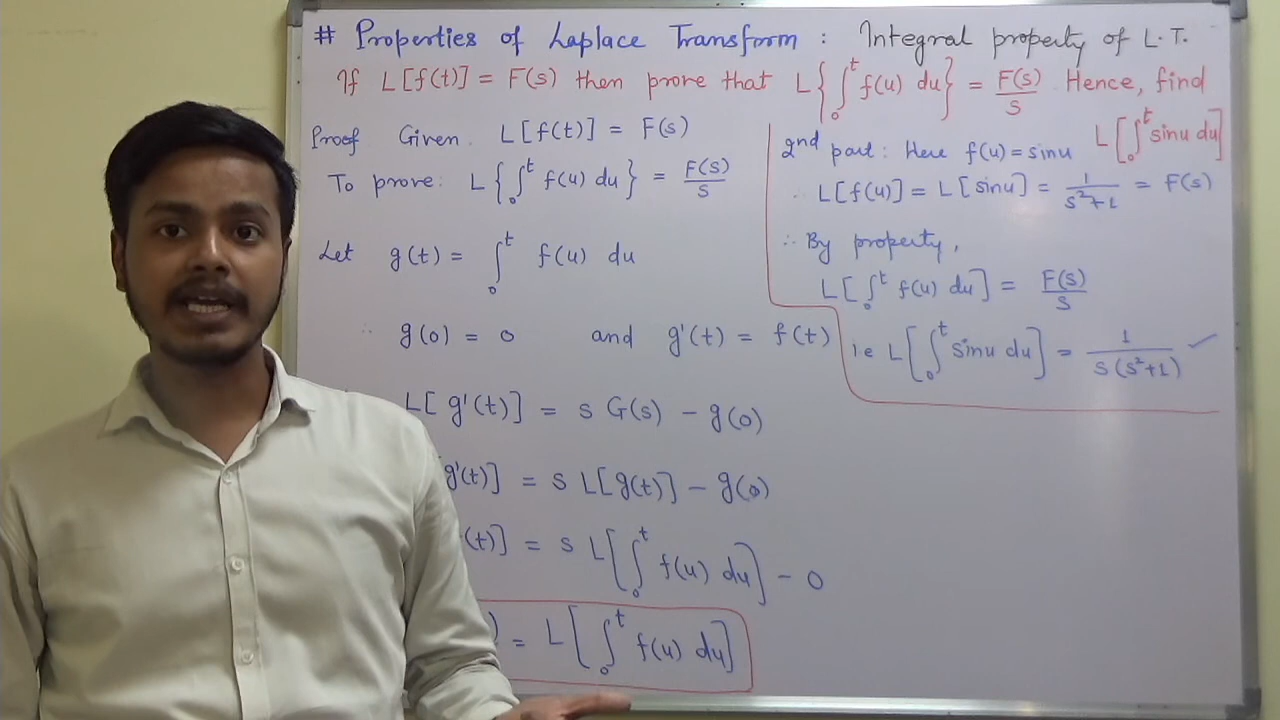 # Properties of Laplace Transform : Integral property of L.T.
If L[f(t)] = F(s) then prove that L{∫₀ᵗ f(u) du} = F(s)/s Hence, find
L[∫₀ᵗ sinu du]
Proof Given. L[f(t)] = F(s)
To prove: L{∫₀ᵗ f(u) du} = F(s)/s
Let g(t) = ∫₀ᵗ f(u) du
∴ g(0) = 0 and g'(t) = f(t)
L[g'(t)] = s G(s) − g(0)
g'(t)] = s L[g(t)] − g(0)
(t)] = s L[∫₀ᵗ f(u) du] − 0
) = L[∫₀ᵗ f(u) du]
2nd part: Here f(u) = sinu
∴ L[f(u)] = L[sinu] = 1/(s²+1) = F(s)
∴ By property,
L[∫₀ᵗ f(u) du] = F(s)/s
ie L[∫₀ᵗ sinu du] = 1/(s(s²+1)) ✓